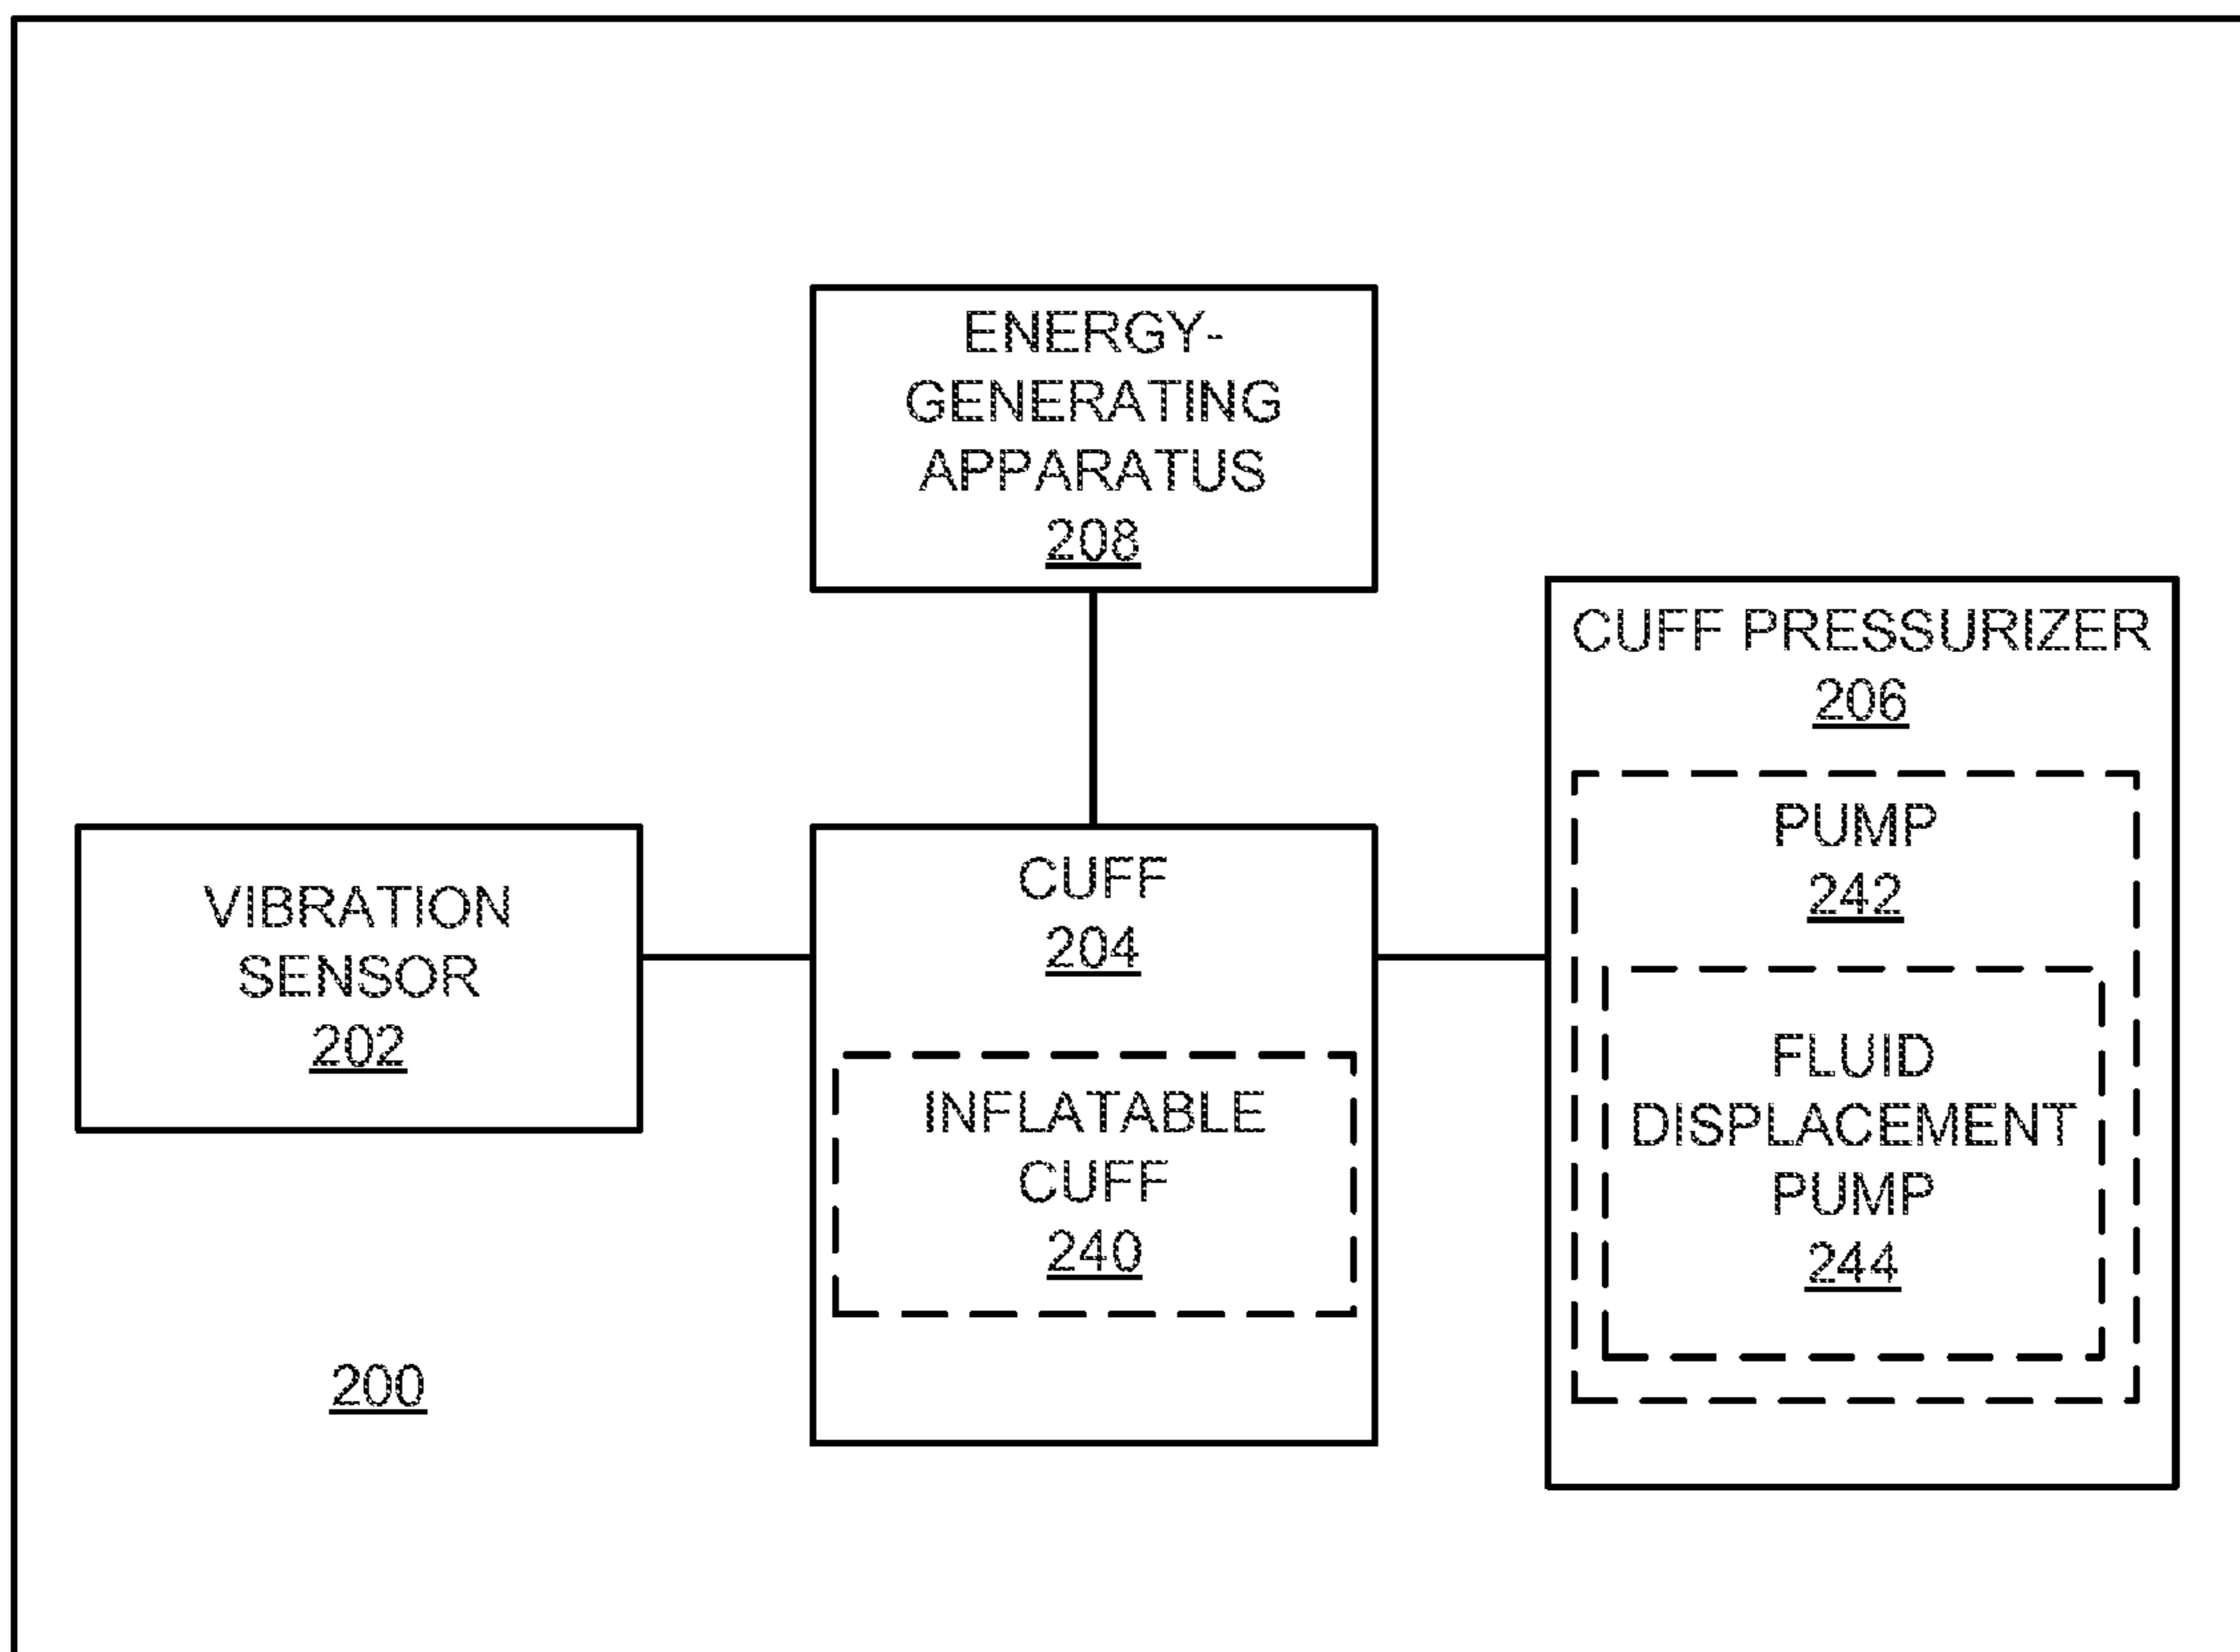 ENERGY-
GENERATING
APPARATUS
208
VIBRATION
SENSOR
202
CUFF
204
INFLATABLE
CUFF
240
CUFF PRESSURIZER
206
PUMP
242
FLUID
DISPLACEMENT
PUMP
244
200